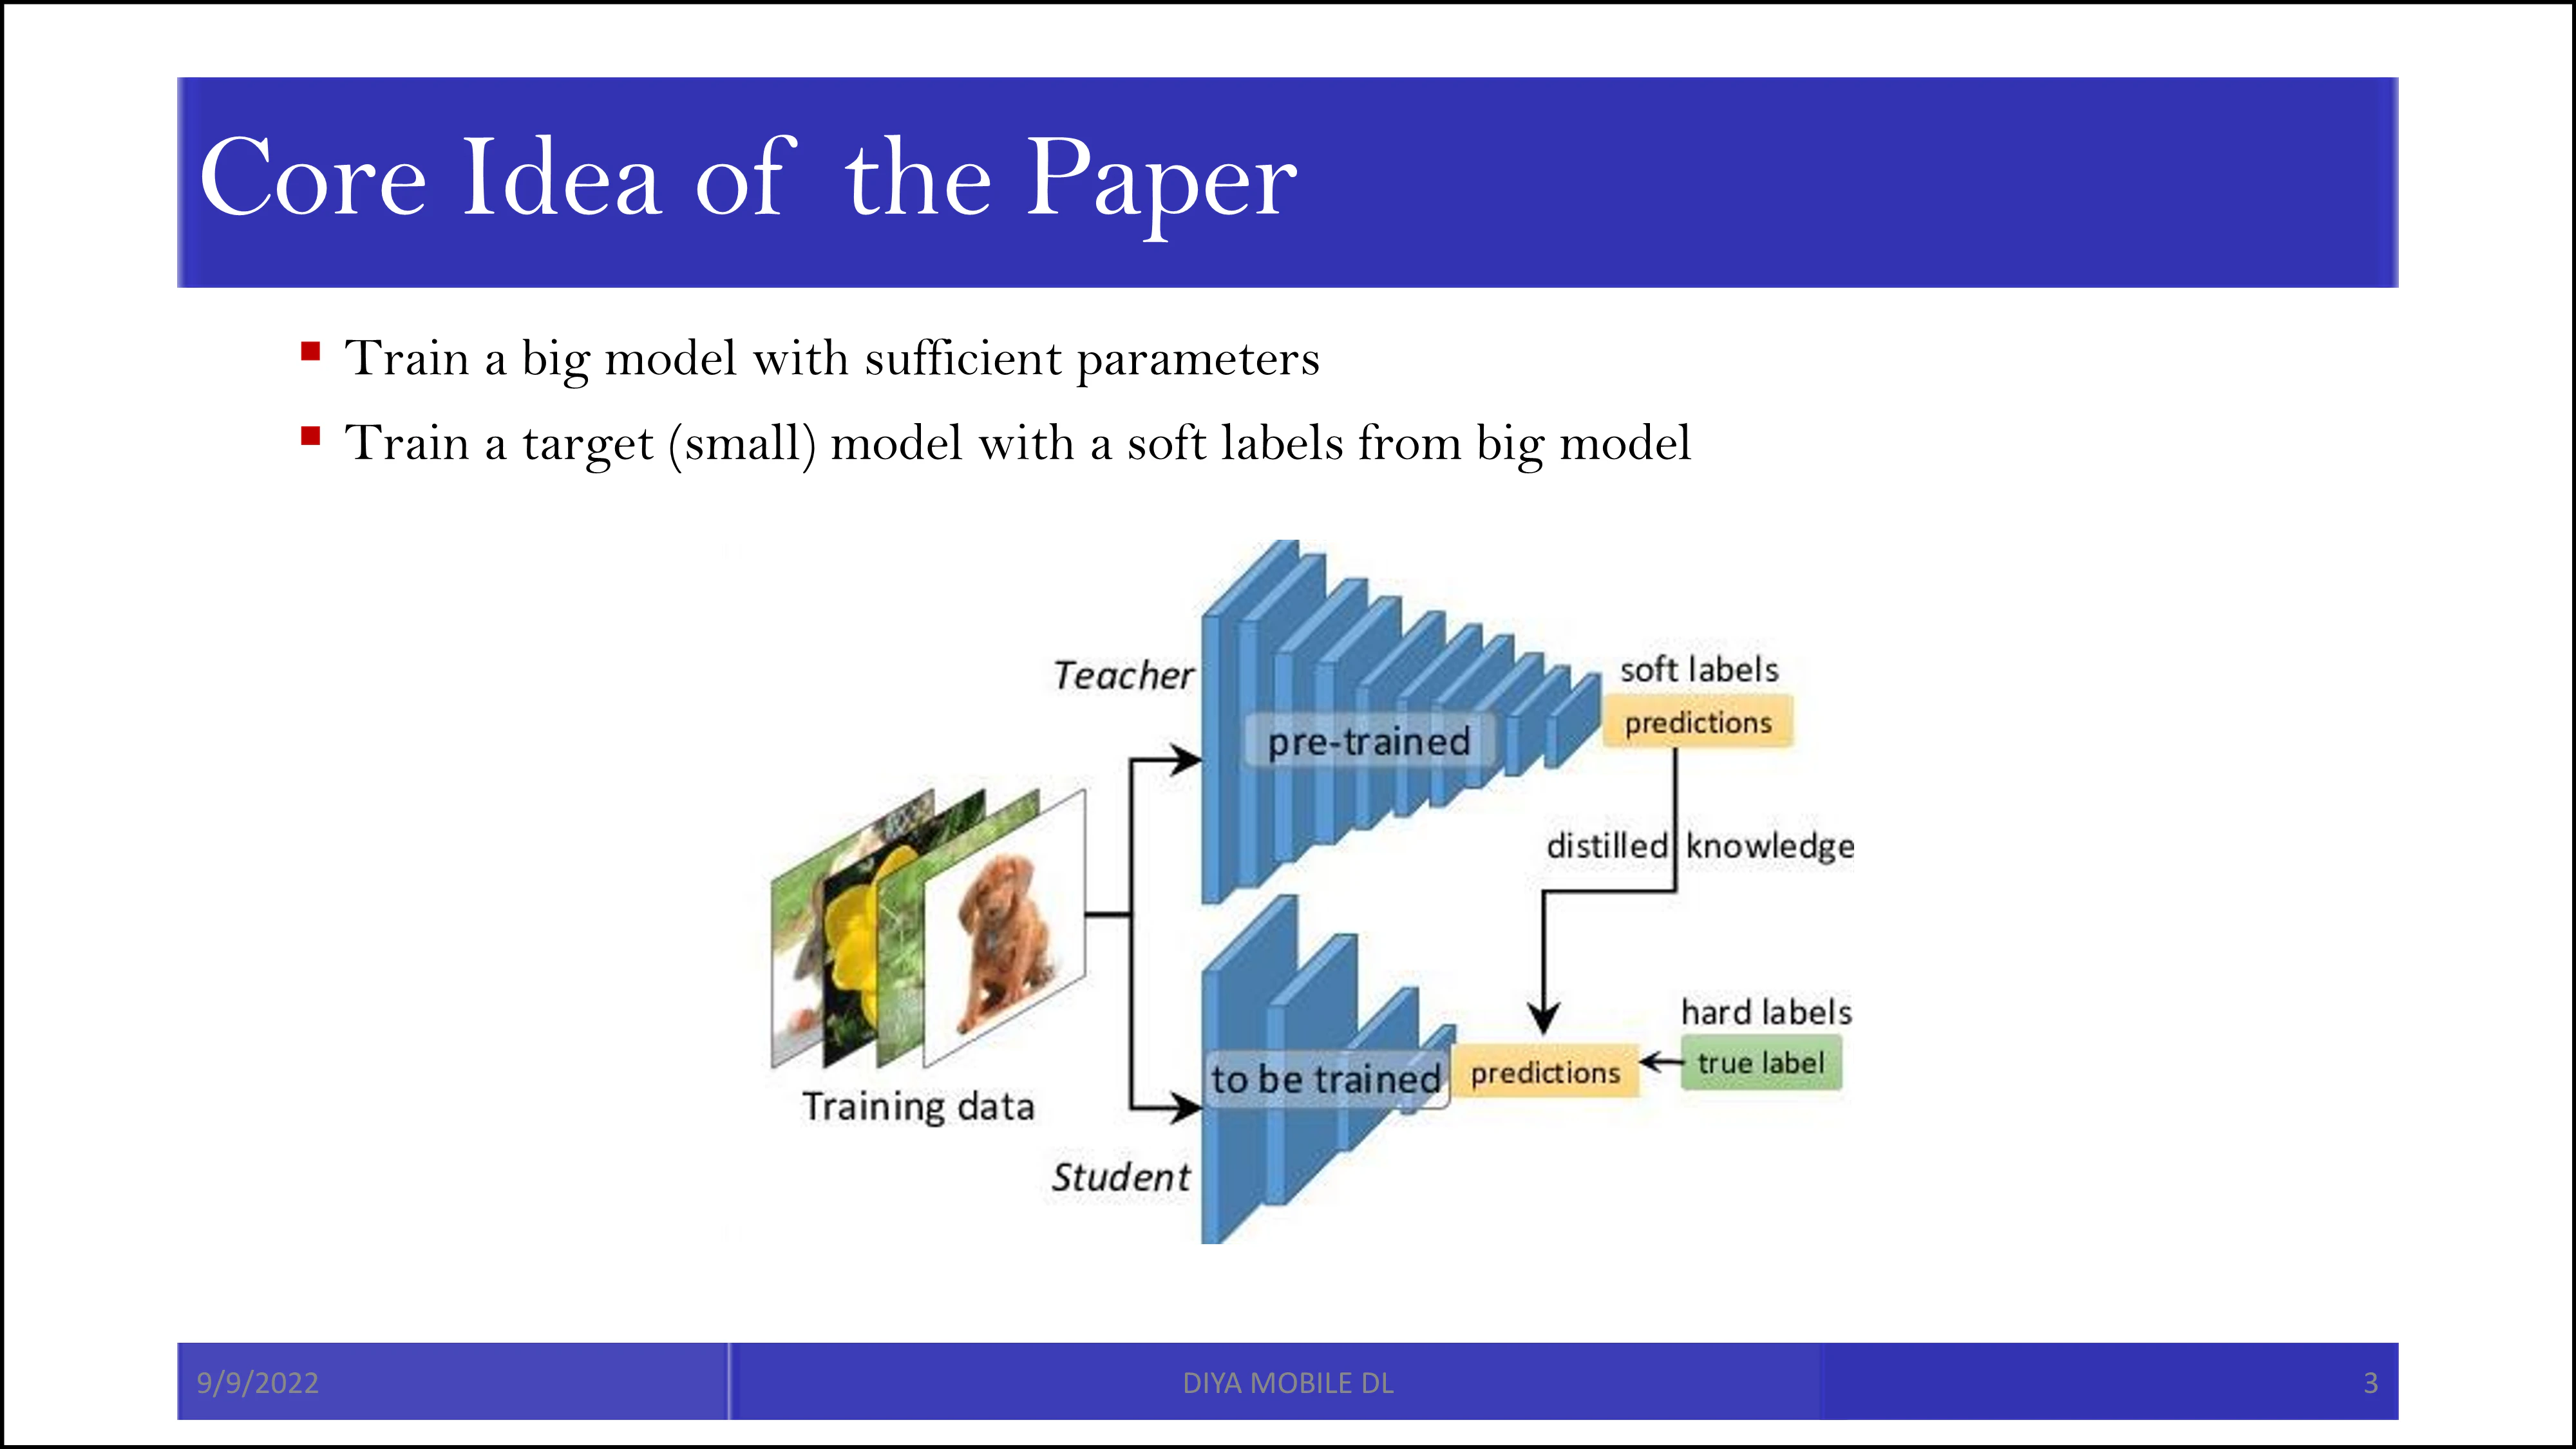 Core Idea of the Paper
Train a big model with sufficient parameters
Train a target (small) model with a soft labels from big model
Teacher
pre-trained
soft labels
predictions
distilled knowledge
Training data
Student
to be trained
predictions
hard labels
true label
9/9/2022
DIYA MOBILE DL
3